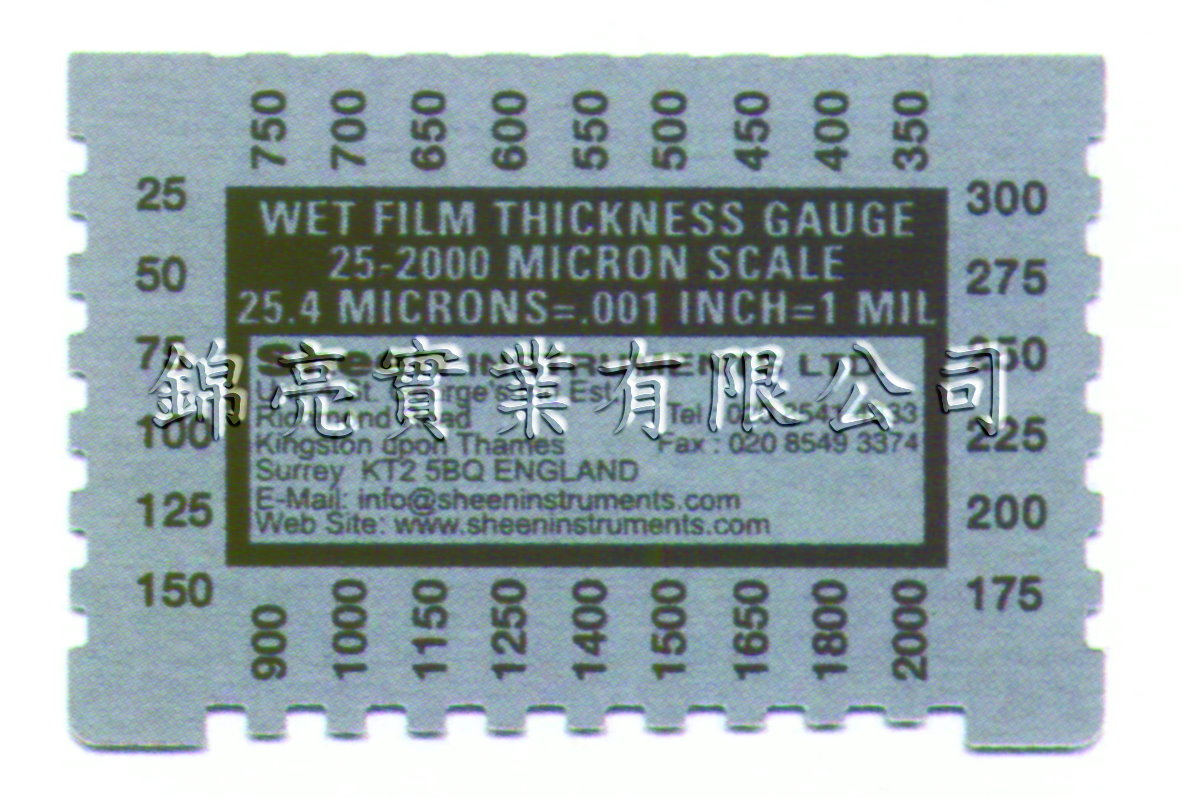 750 700 650 600 550 500 450 400 350
25
50
100
125
150
300
275
225
200
175
WET FILM THICKNESS GAUGE
25-2000 MICRON SCALE
25.4 MICRONS=.001 INCH=1 MIL
錦亮實業有限公司
LTD
Est
Kingston upon Thames
Fax : 020 8549 3374
Surrey KT2 5BQ ENGLAND
E-Mail: info@sheeninstruments.com
Web Site: www.sheeninstruments.com
900 1000 1150 1250 1400 1500 1650 1800 2000